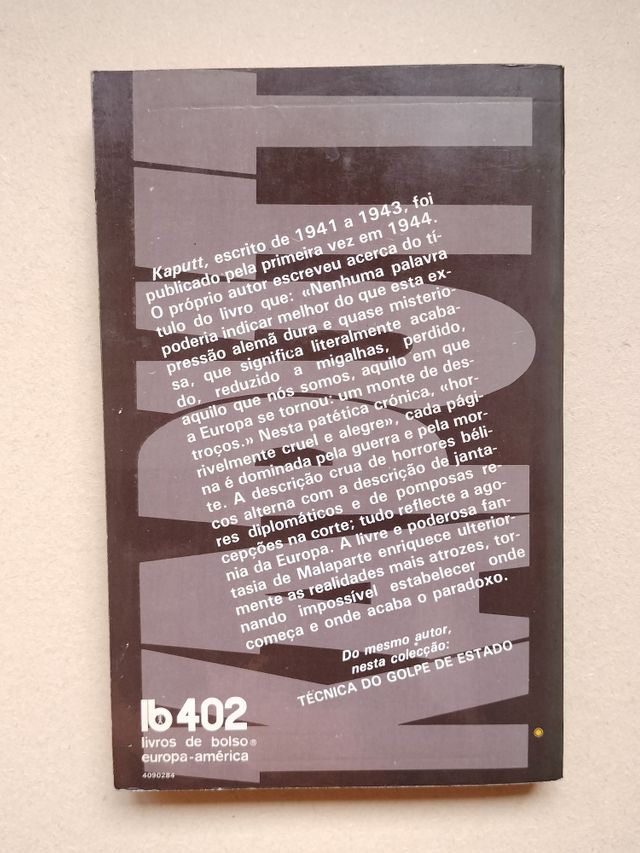 KAPUTT
Kaputt, escrito de 1941 a 1943, foi
publicado pela primeira vez em 1944.
O próprio autor escreveu acerca do tí-
tulo do livro que: «Nenhuma palavra
poderia indicar melhor do que esta ex-
pressão alemã dura e quase misterio-
sa, que significa literalmente acaba-
do, reduzido a migalhas, perdido,
aquilo que nós somos, aquilo em que
a Europa se tornou: um monte de des-
troços.» Nesta patética crónica, «hor-
rivelmente cruel e alegre», cada pági-
na é dominada pela guerra e pela mor-
te. A descrição crua de horrores béli-
cos alterna com a descrição de janta-
res diplomáticos e de pomposas re-
cepções na corte; tudo reflecte a ago-
nia da Europa. A livre e poderosa fan-
tasia de Malaparte enriquece ulterior-
mente as realidades mais atrozes, tor-
nando impossível estabelecer onde
começa e onde acaba o paradoxo.
Do mesmo autor,
nesta colecção:
TÉCNICA DO GOLPE DE ESTADO
lb 402
livros de bolso®
europa-américa
4090284